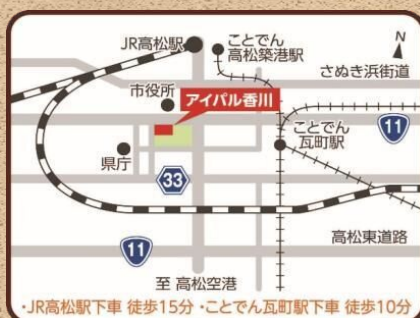 JR高松駅
ことでん
高松築港駅
N
さぬき浜街道
市役所
アイパル香川
11
ことでん
瓦町駅
県庁
33
11
高松東道路
至 高松空港
・JR高松駅下車 徒歩15分・ことでん瓦町駅下車 徒歩10分